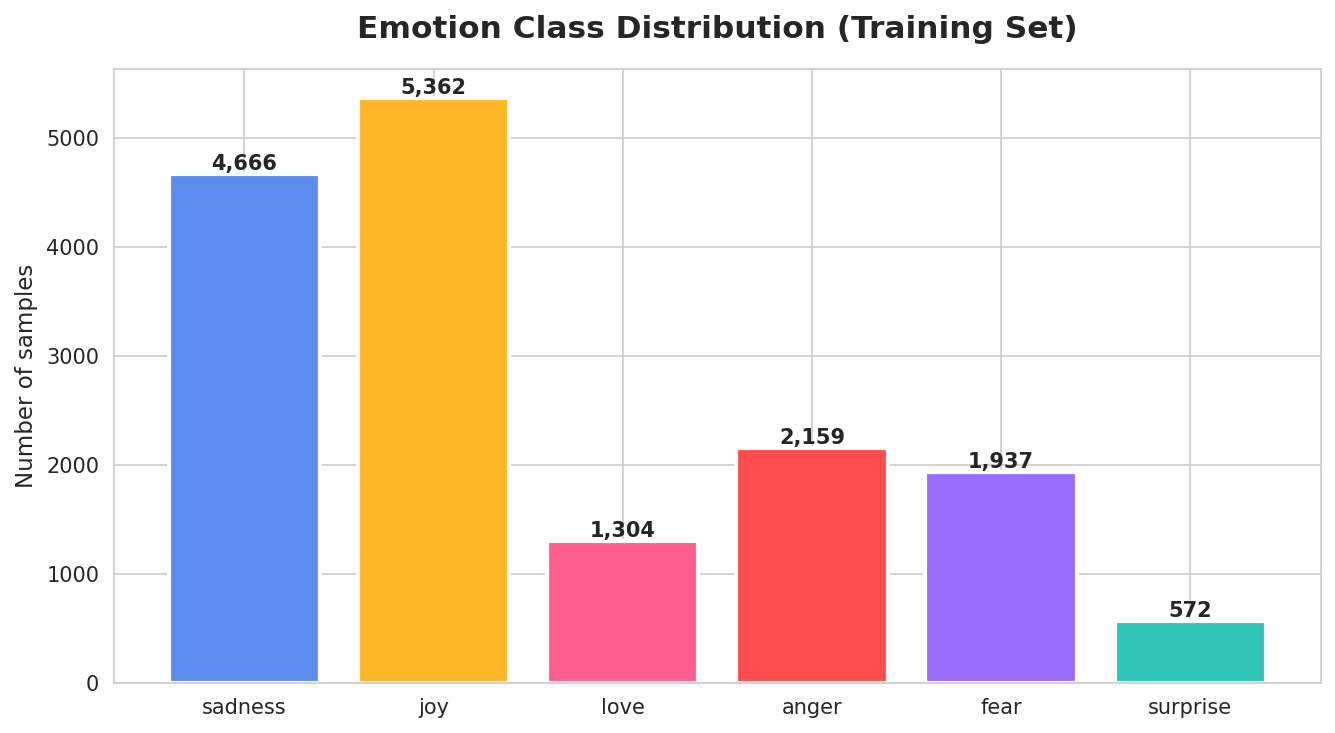 Emotion Class Distribution (Training Set)
Number of samples
5000
4000
3000
2000
1000
0
4,666
5,362
1,304
2,159
1,937
572
sadness
joy
love
anger
fear
surprise